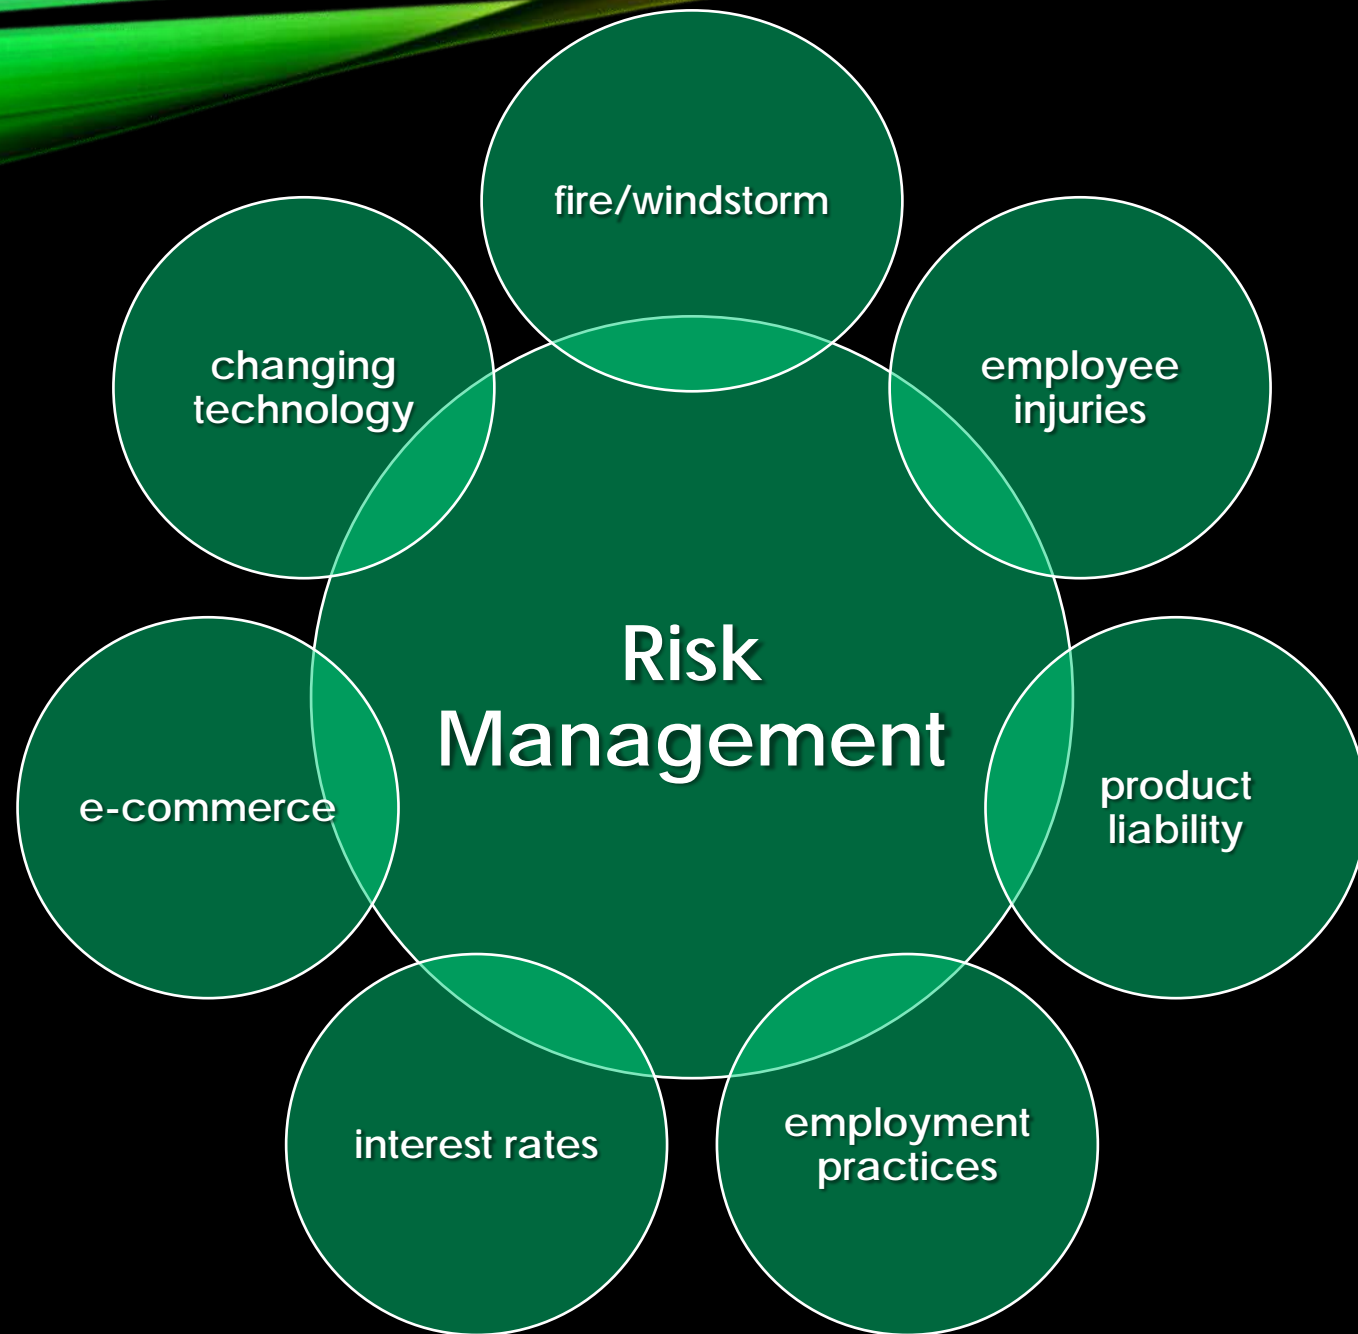 fire/windstorm
employee
injuries
product
liability
employment
practices
interest rates
e-commerce
changing
technology
Risk
Management